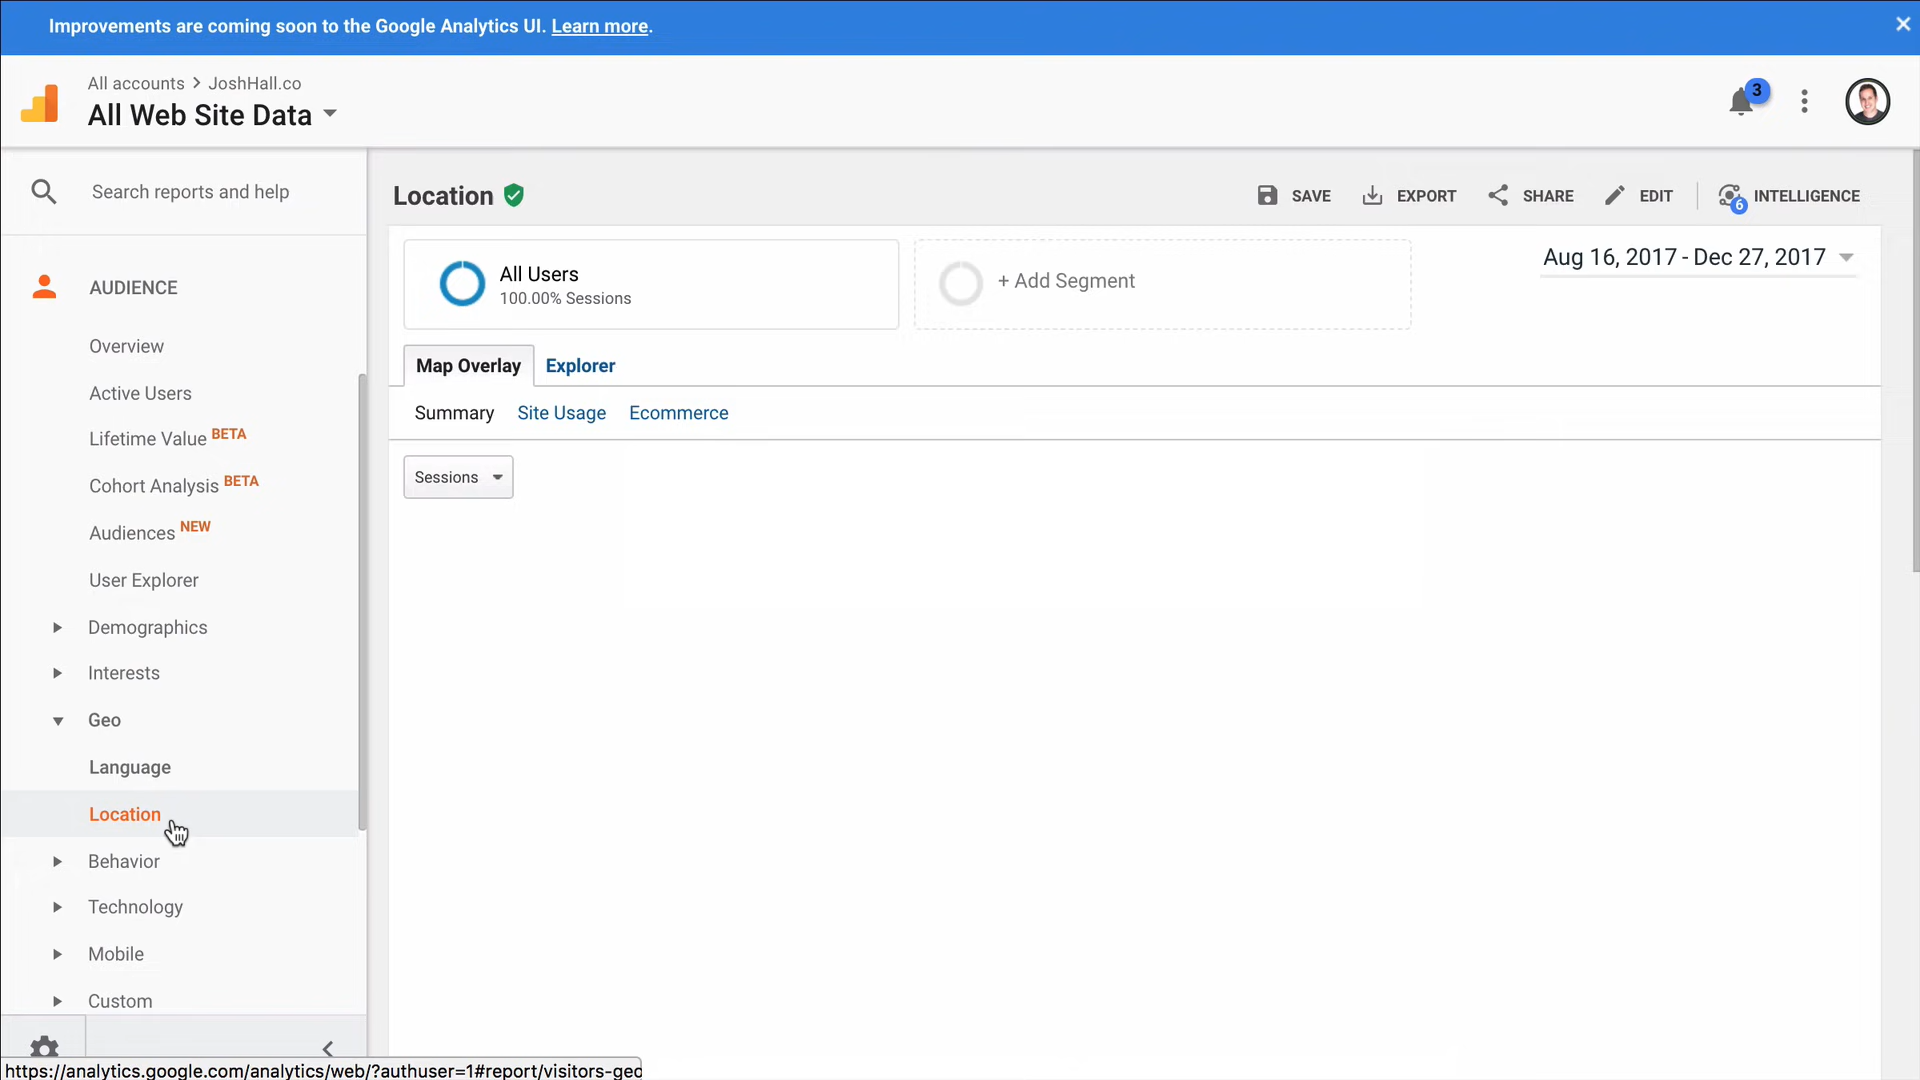 Improvements are coming soon to the Google Analytics UI. Learn more.
All accounts > JoshHall.co
All Web Site Data
3
Search reports and help
Location
SAVE
EXPORT
SHARE
EDIT
6
INTELLIGENCE
AUDIENCE
Overview
Active Users
Lifetime Value BETA
Cohort Analysis BETA
Audiences NEW
User Explorer
Demographics
Interests
Geo
Language
Location
Behavior
Technology
Mobile
Custom
All Users
100.00% Sessions
+ Add Segment
Aug 16, 2017 - Dec 27, 2017
Map Overlay
Explorer
Summary
Site Usage
Ecommerce
Sessions
https://analytics.google.com/analytics/web/?authuser=1#report/visitors-geo